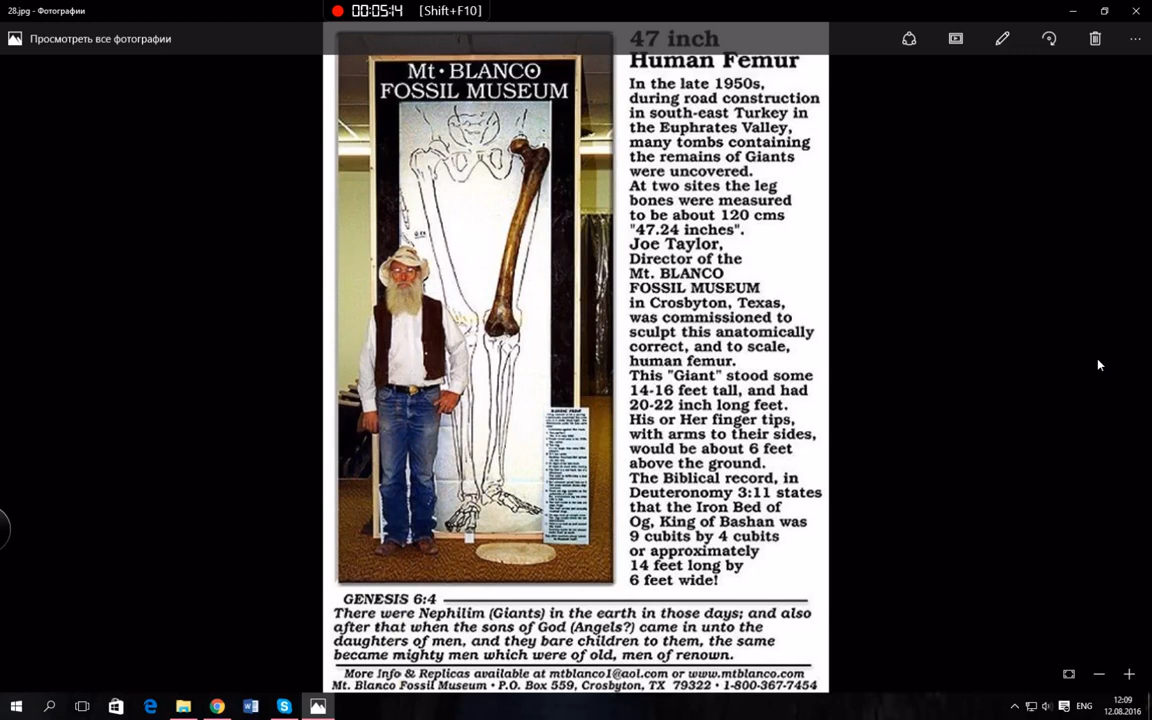 28.jpg - Фотографии
00:05:14 [Shift+F10]
Просмотреть все фотографии
Mt • BLANCO
FOSSIL MUSEUM
47 inch
Human Femur
In the late 1950s,
during road construction
in south-east Turkey in
the Euphrates Valley,
many tombs containing
the remains of Giants
were uncovered.
At two sites the leg
bones were measured
to be about 120 cms
"47.24 inches".
Joe Taylor,
Director of the
Mt. BLANCO
FOSSIL MUSEUM
in Crosbyton, Texas,
was commissioned to
sculpt this anatomically
correct, and to scale,
human femur.
This "Giant" stood some
14-16 feet tall, and had
20-22 inch long feet.
His or Her finger tips,
with arms to their sides,
would be about 6 feet
above the ground.
The Biblical record, in
Deuteronomy 3:11 states
that the Iron Bed of
Og, King of Bashan was
9 cubits by 4 cubits
or approximately
14 feet long by
6 feet wide!
GENESIS 6:4
There were Nephilim (Giants) in the earth in those days; and also
after that when the sons of God (Angels?) came in unto the
daughters of men, and they bare children to them, the same
became mighty men which were of old, men of renown.
More Info & Replicas available at mtblanco1@aol.com or www.mtblanco.com
Mt. Blanco Fossil Museum • P.O. Box 559, Crosbyton, TX 79322 • 1-800-367-7454
ENG
12:09
12.08.2016